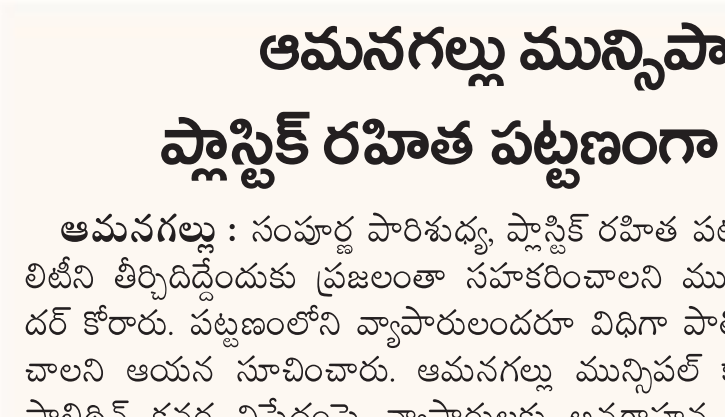 ఆమనగల్లు మున్సిపా
ప్లాస్టిక్ రహిత పట్టణంగా
ఆమనగల్లు : సంపూర్ణ పారిశుధ్య, ప్లాస్టిక్ రహిత
లిటీని తీర్చిదిద్దేందుకు ప్రజలంతా సహకరించాలని ము
దర్ కోరారు. పట్టణంలోని వ్యాపారులందరూ విధిగా
చాలని ఆయన సూచించారు. ఆమనగల్లు మున్సిపల్